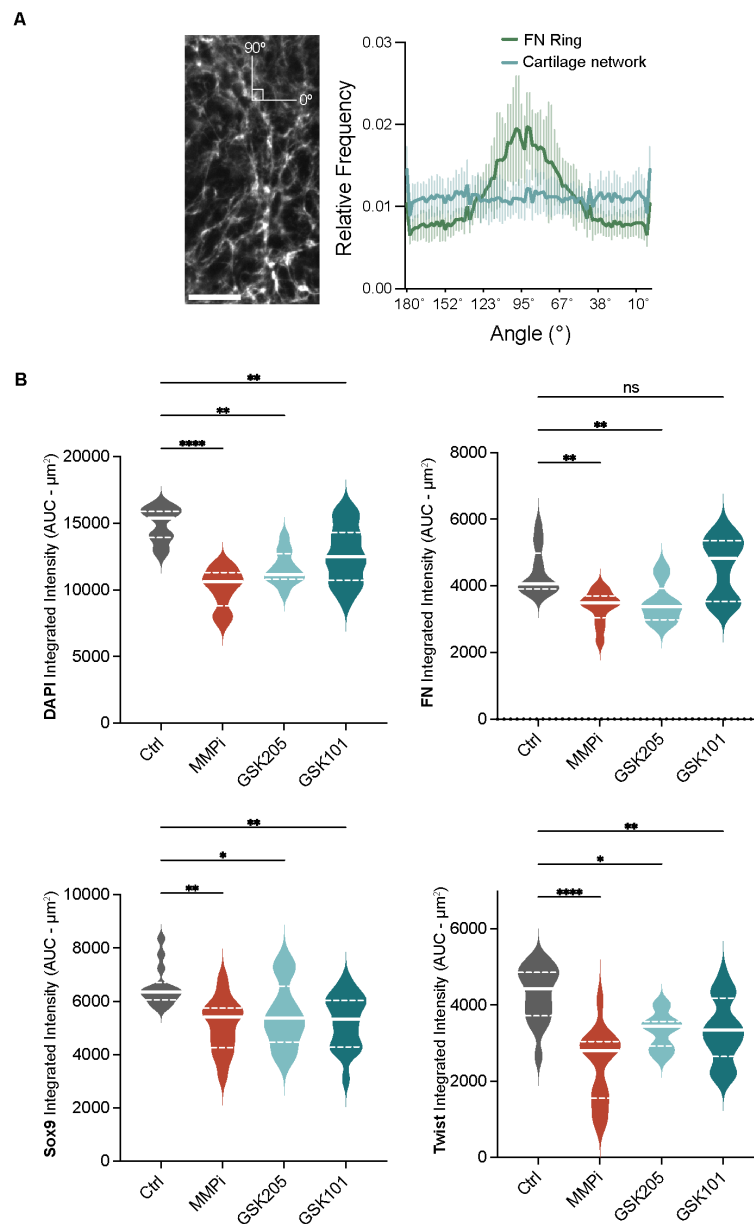 A
90º
0º
FN Ring
Cartilage network
Relative Frequency
0.03
0.02
0.01
0.00
180° 152° 123° 95° 67° 38° 10°
Angle (°)
B
**
**
****
DAPI Integrated Intensity (AUC - µm²)
20000
15000
10000
5000
0
Ctrl
MMPi
GSK205
GSK101
ns
**
**
FN Integrated Intensity (AUC - µm²)
8000
6000
4000
2000
0
Ctrl
MMPi
GSK205
GSK101
**
*
**
Sox9 Integrated Intensity (AUC - µm²)
10000
8000
6000
4000
2000
0
Ctrl
MMPi
GSK205
GSK101
**
*
****
Twist Integrated Intensity (AUC - µm²)
6000
4000
2000
0
Ctrl
MMPi
GSK205
GSK101